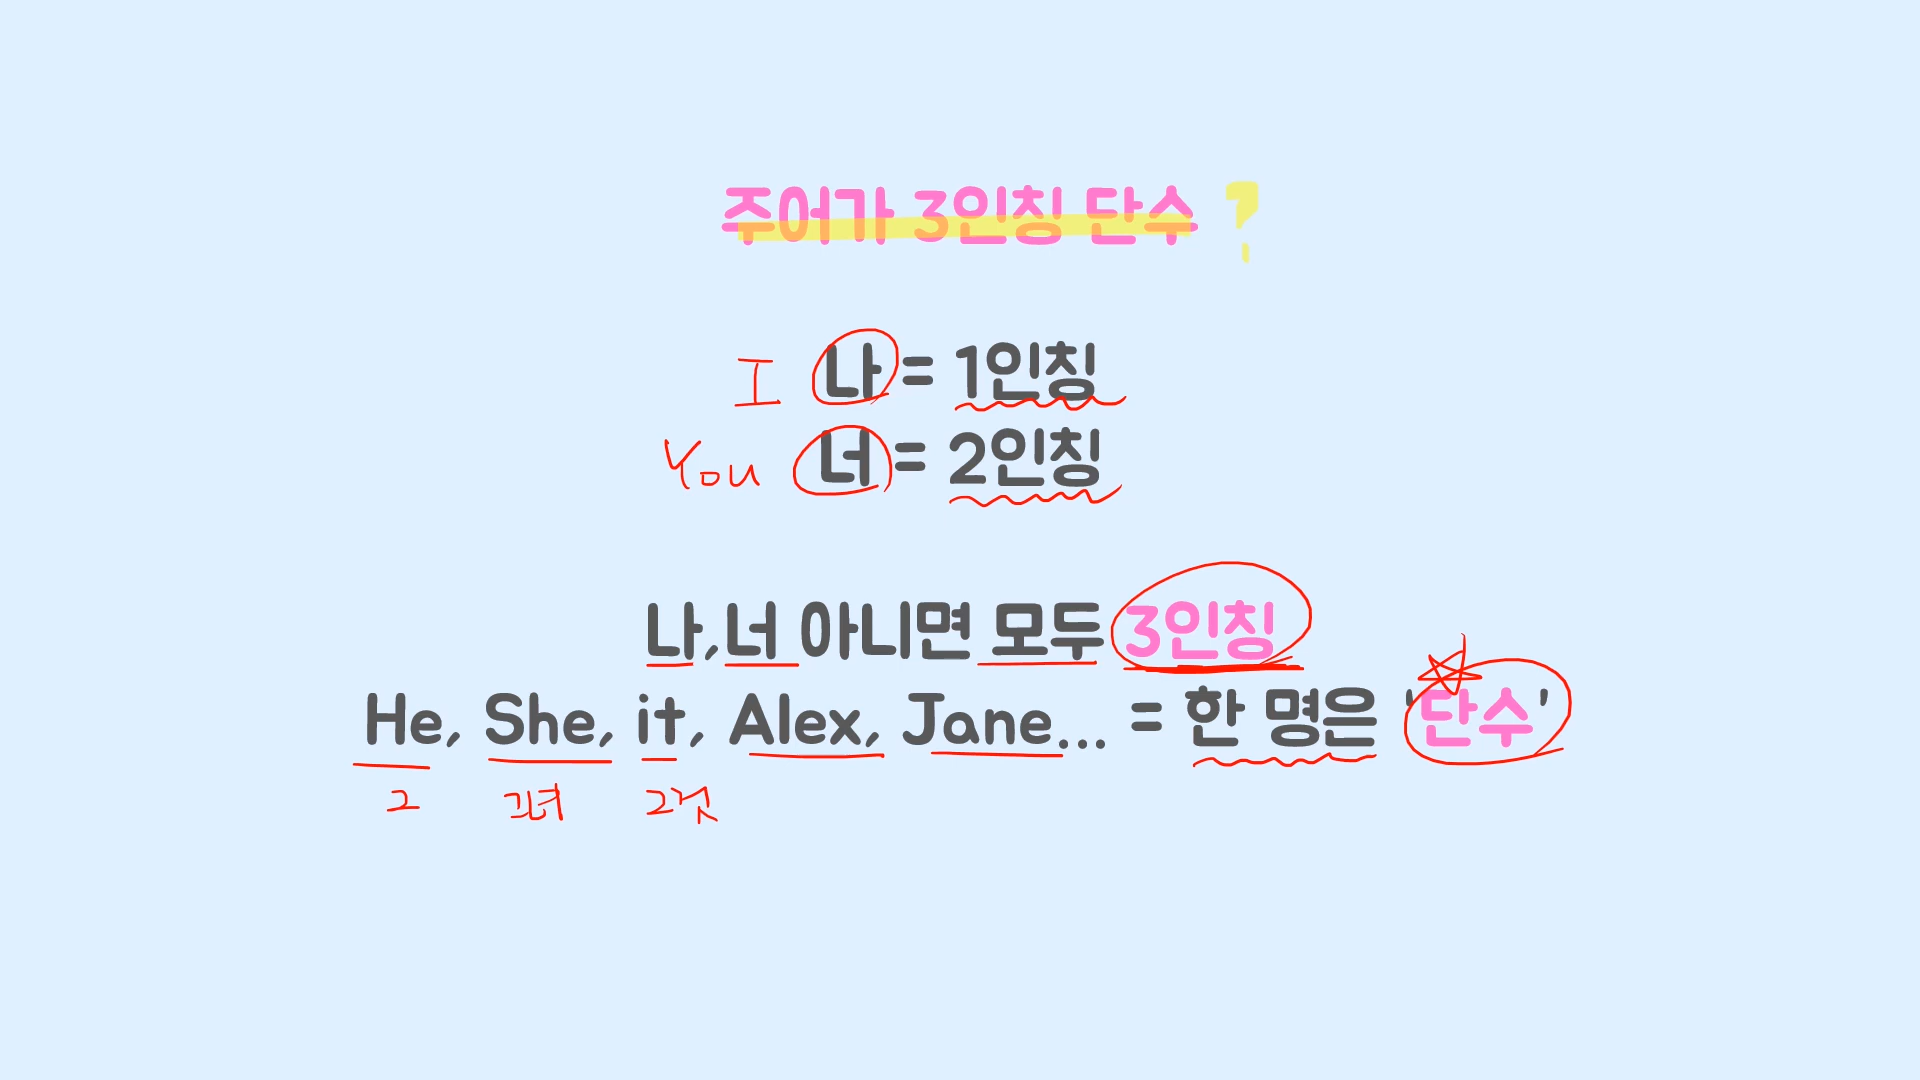 주어가 3인칭 단수 ?
I 나 = 1인칭
You 너 = 2인칭
나,너 아니면 모두 3인칭
He, She, it, Alex, Jane... = 한 명은 '단수'
그 그녀 그것